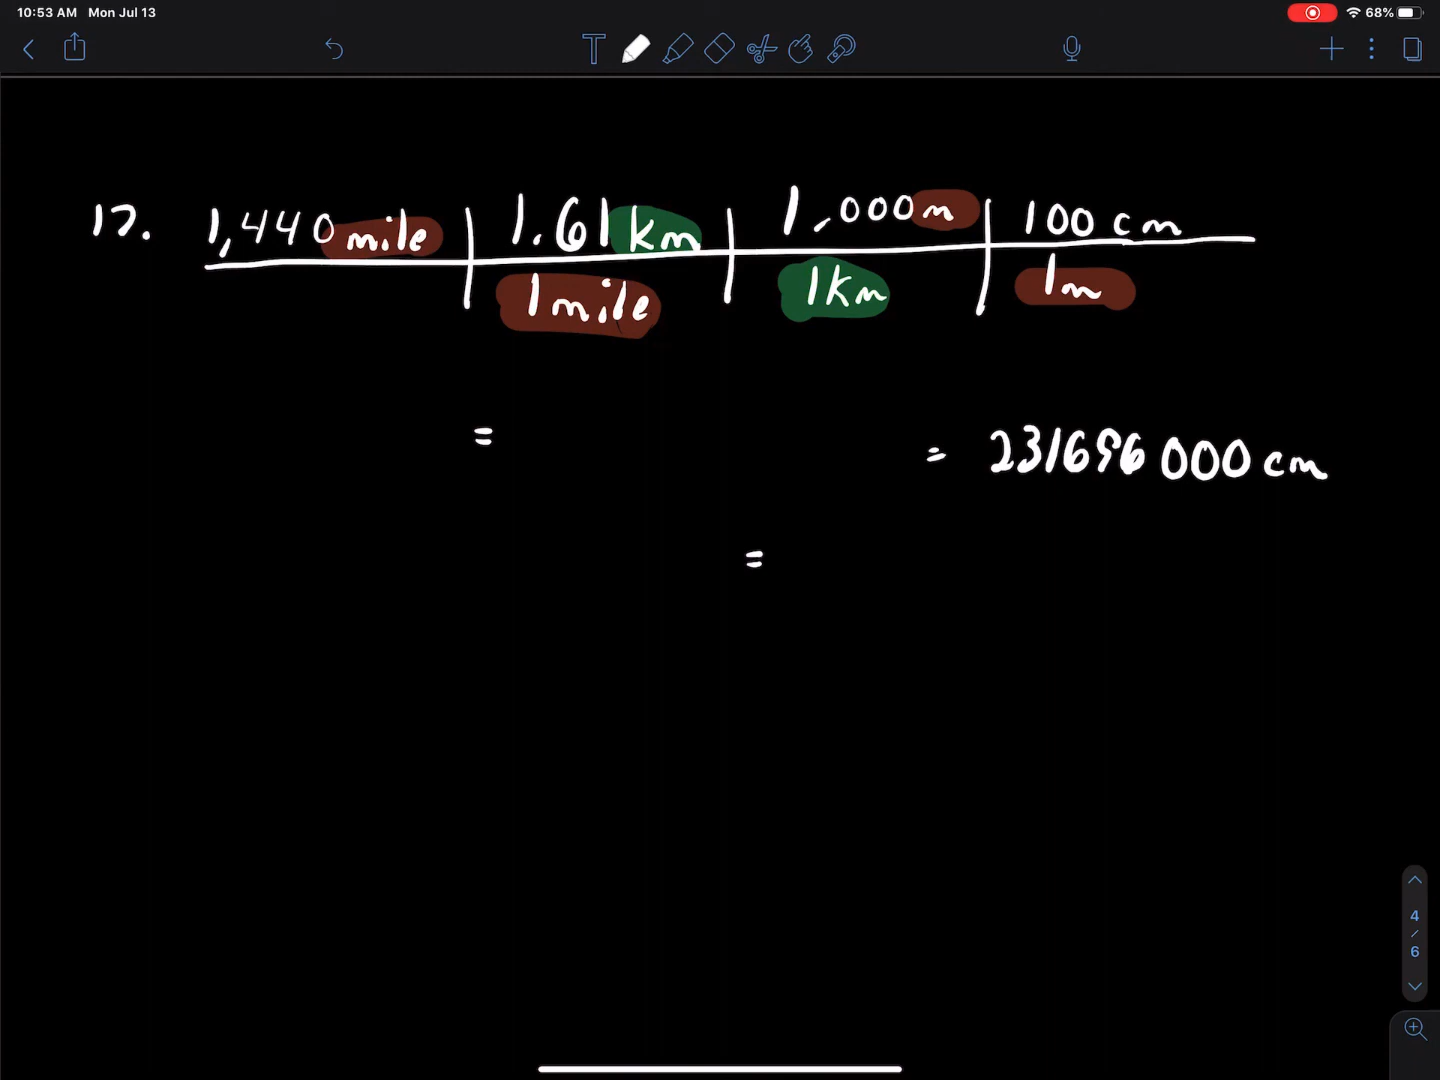 10:53 AM Mon Jul 13 68%
T
17. 1,440 mile 1.61 km 1,000 m 100 cm
1 mile 1 km 1 m
= = 231696000 cm
=
4
/
6